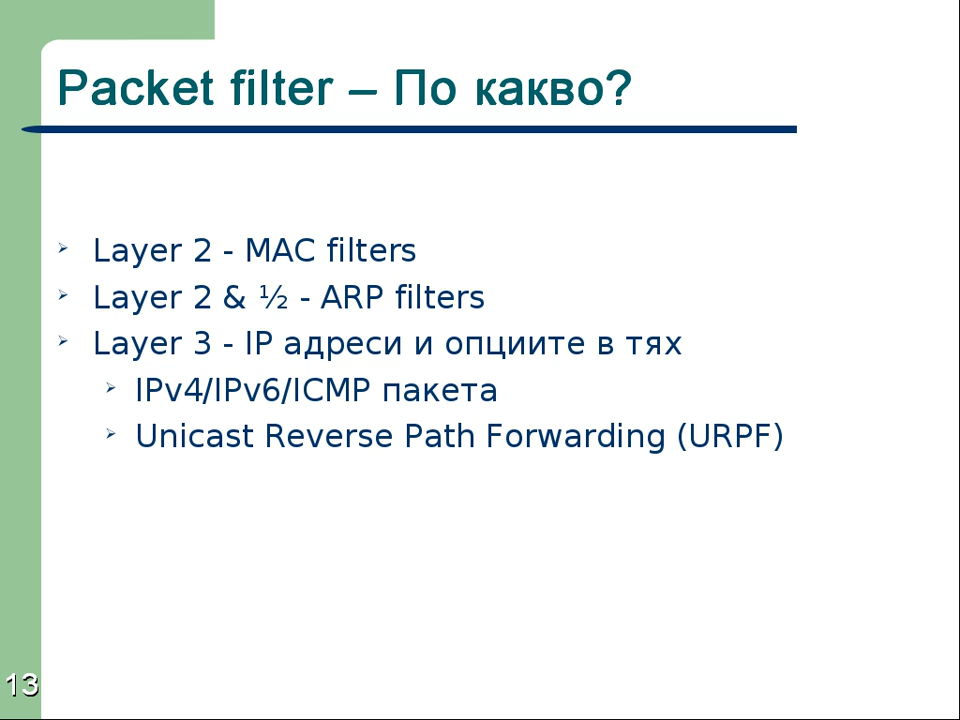 Packet filter – По какво?
Layer 2 - MAC filters
Layer 2 & ½ - ARP filters
Layer 3 - IP адреси и опциите в тях
IPv4/IPv6/ICMP пакета
Unicast Reverse Path Forwarding (URPF)
13